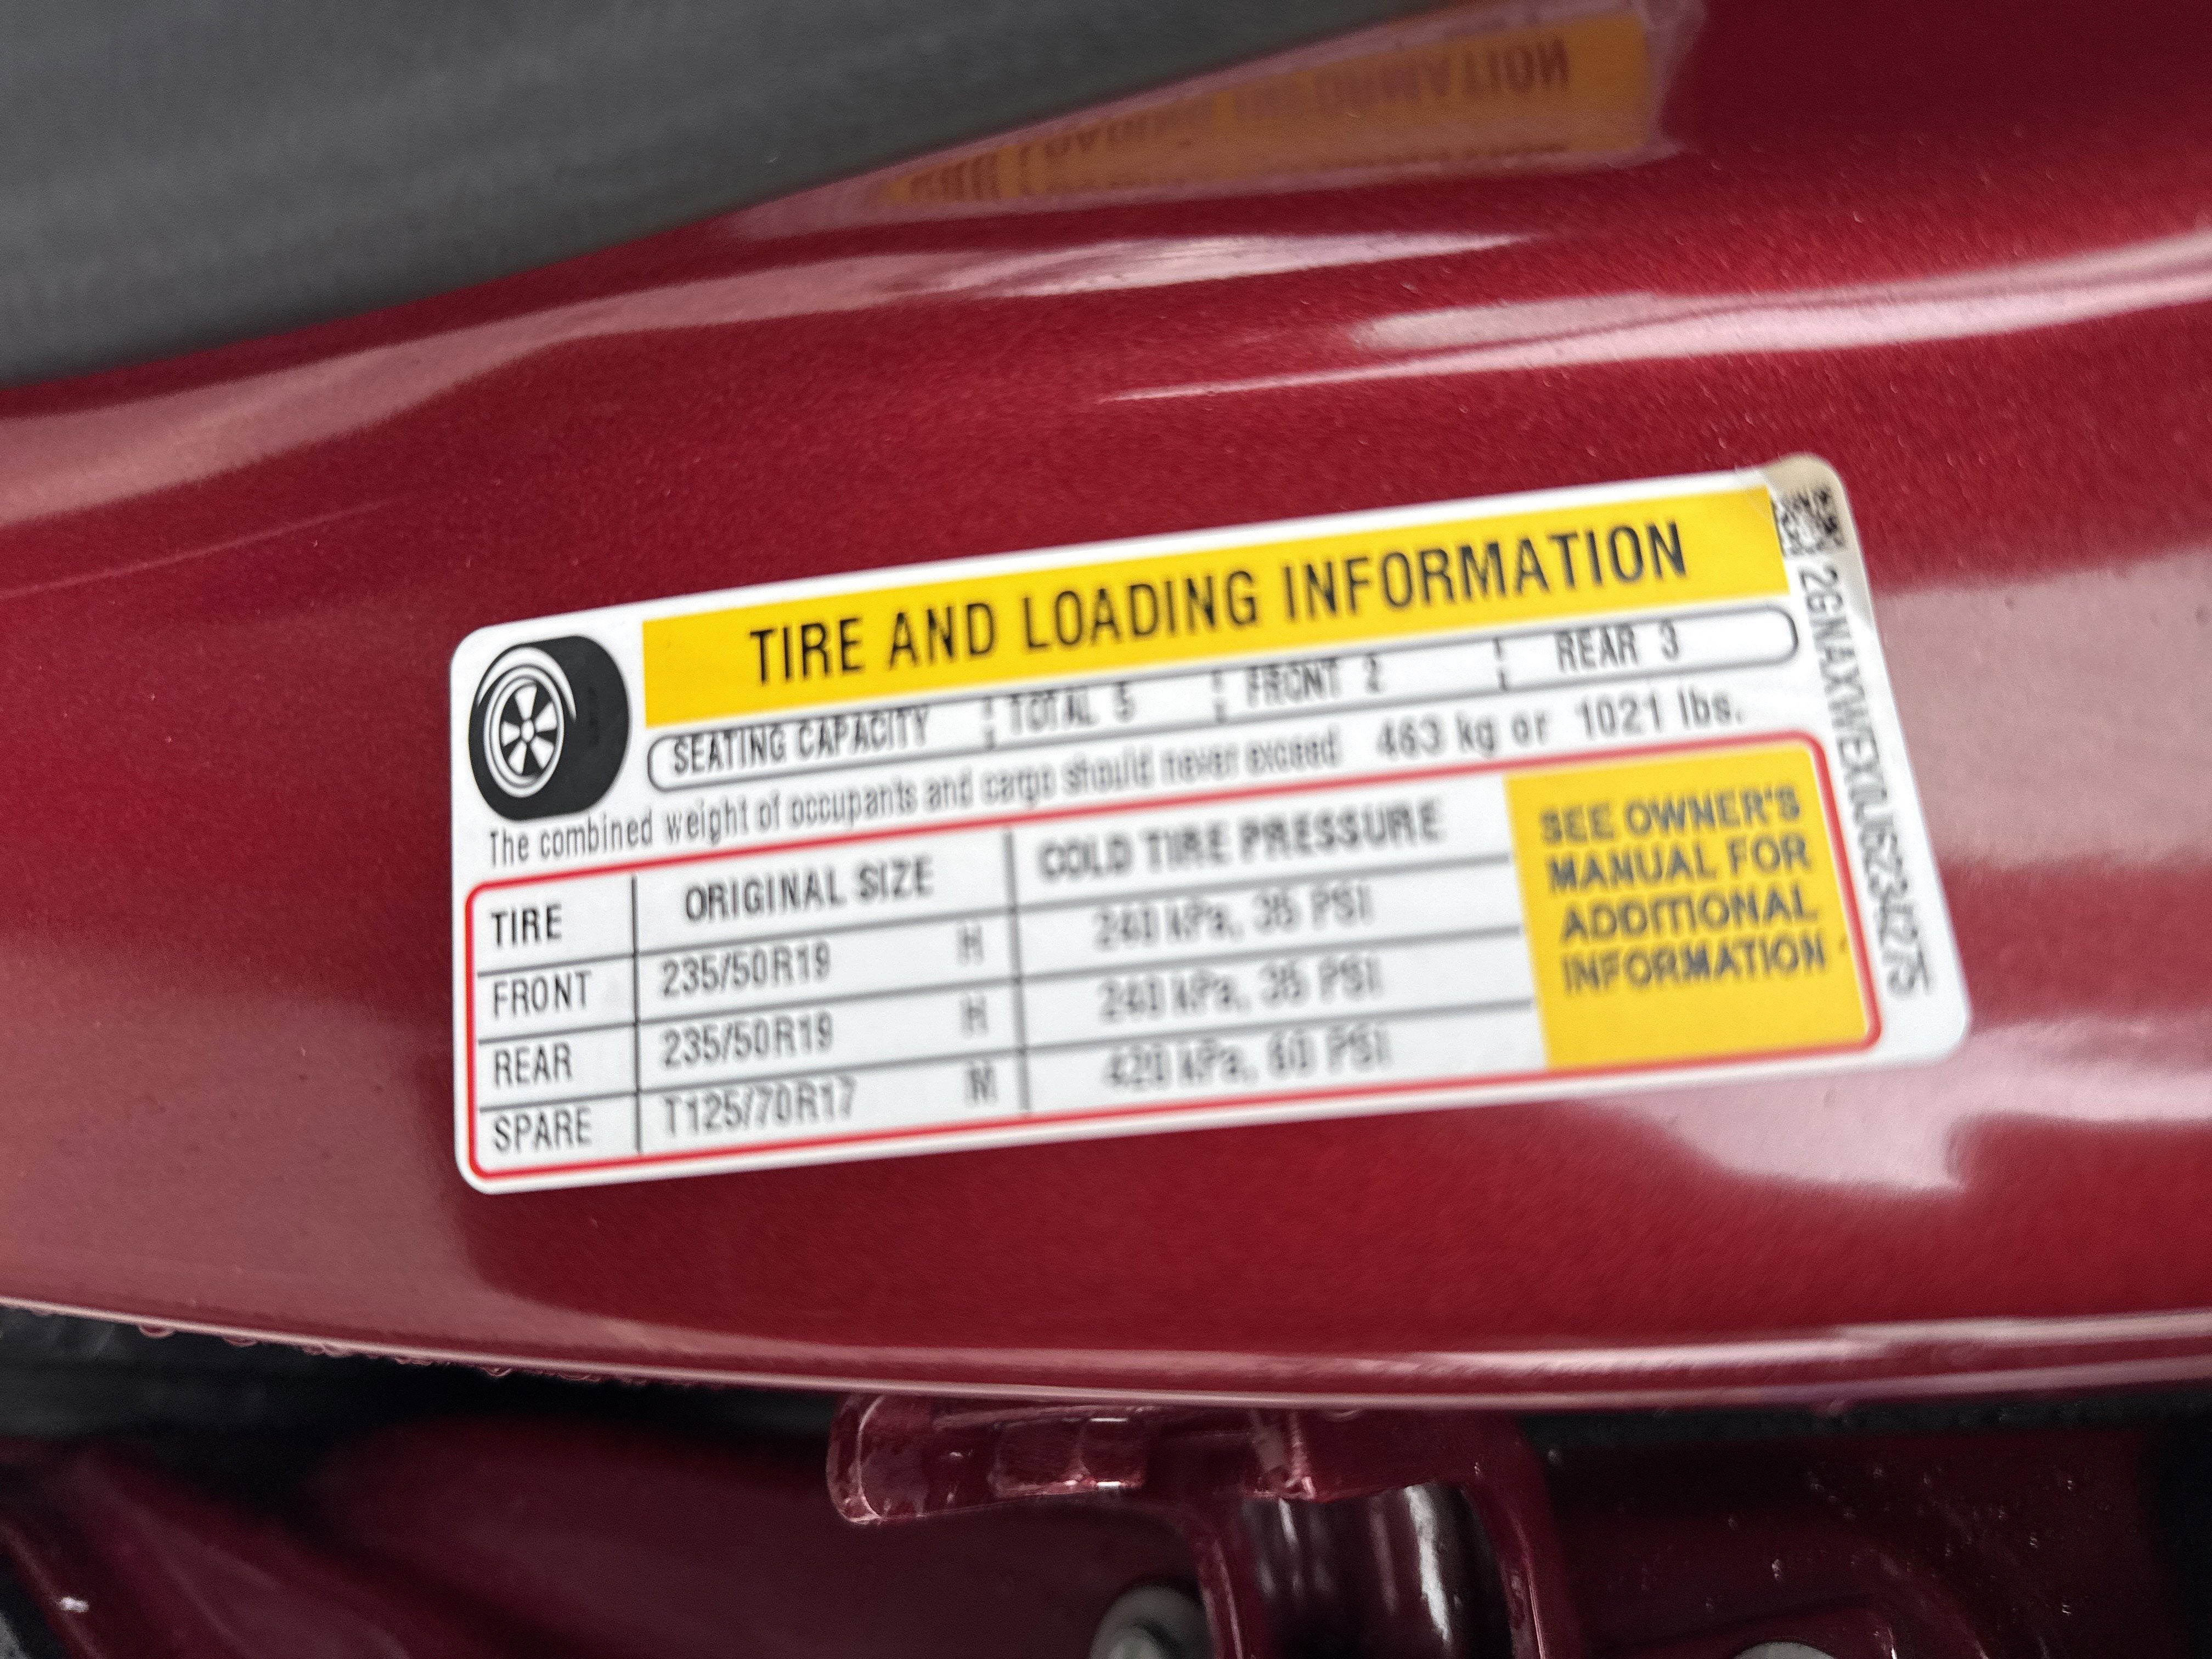 TIRE AND LOADING INFORMATION
SEATING CAPACITY TOTAL 5 FRONT 2 REAR 3
The combined weight of occupants and cargo should never exceed 463 kg or 1021 lbs.
TIRE ORIGINAL SIZE COLD TIRE PRESSURE
FRONT 235/50R19 H 240 kPa, 35 PSI
REAR 235/50R19 H 240 kPa, 35 PSI
SPARE T125/70R17 M 420 kPa, 60 PSI
SEE OWNER'S
MANUAL FOR
ADDITIONAL
INFORMATION